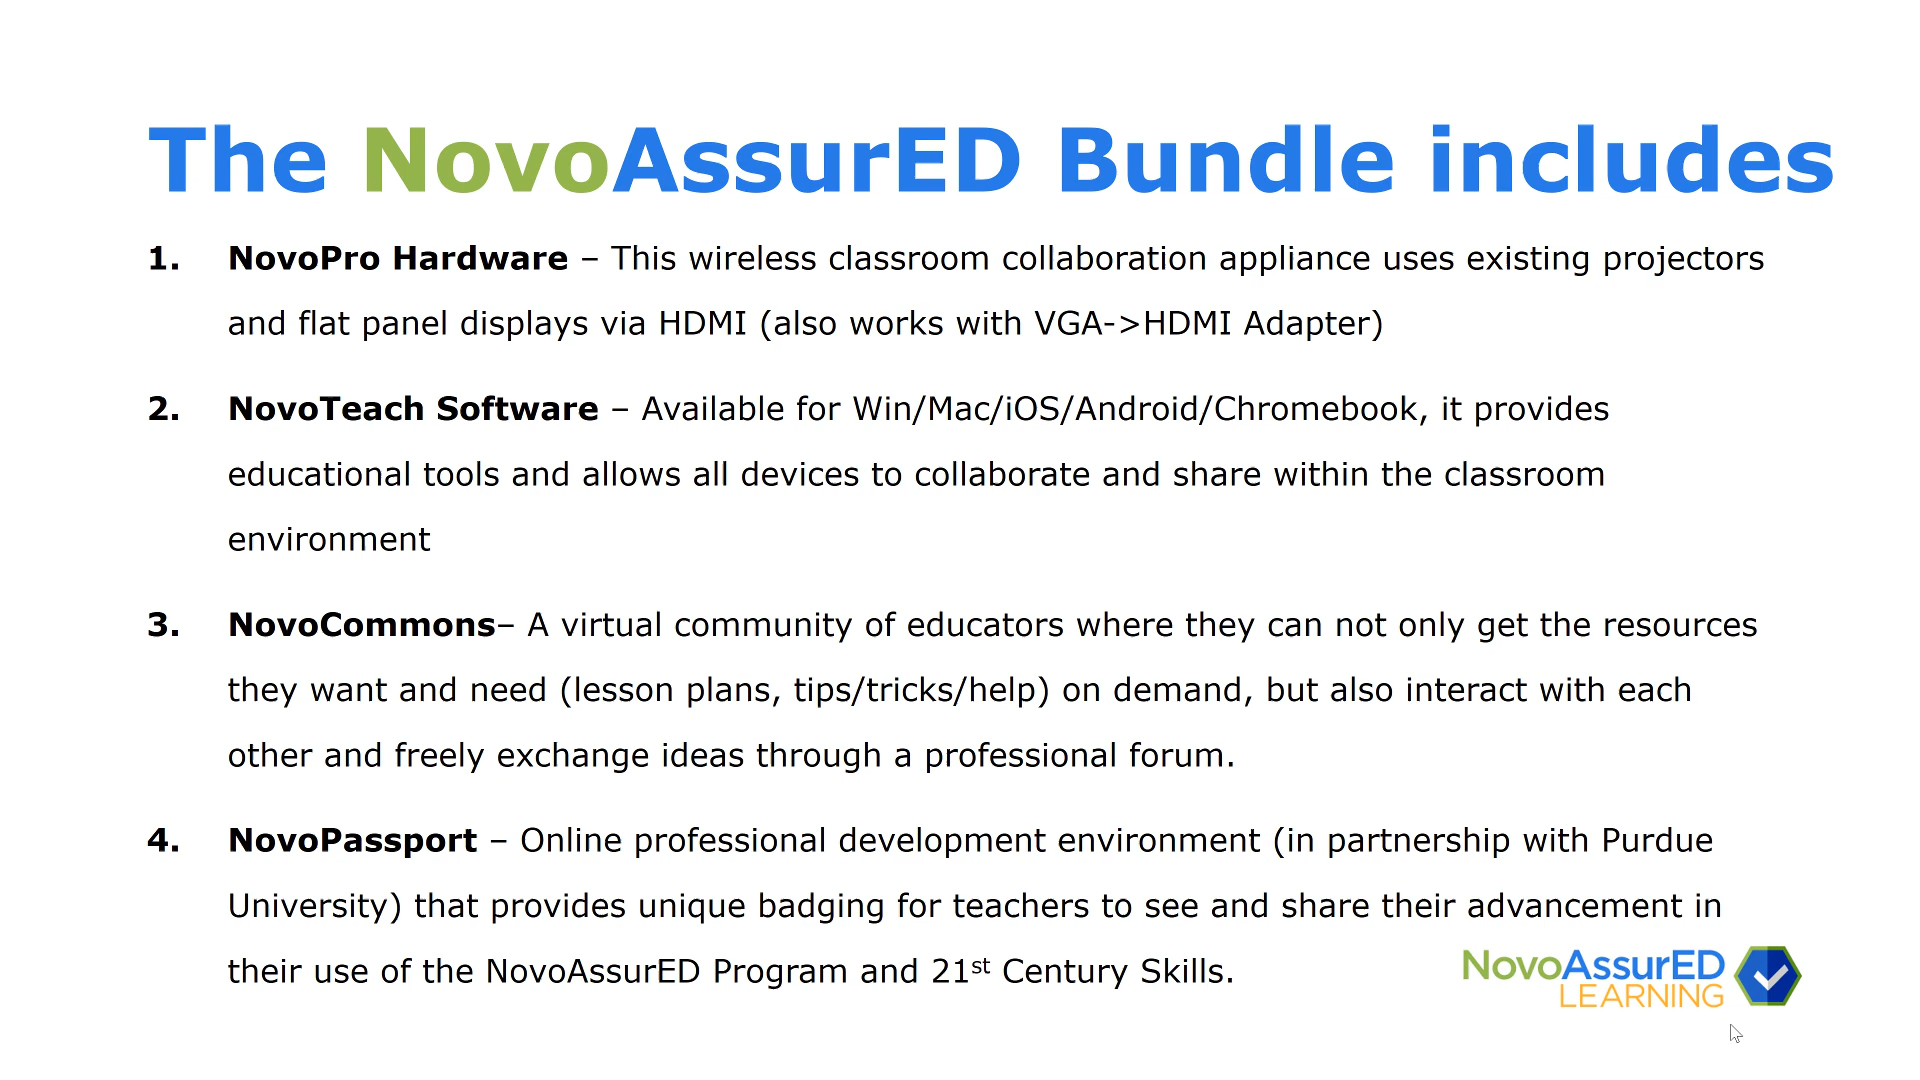 The NovoAssurED Bundle includes
1. NovoPro Hardware – This wireless classroom collaboration appliance uses existing projectors
and flat panel displays via HDMI (also works with VGA->HDMI Adapter)
2. NovoTeach Software – Available for Win/Mac/iOS/Android/Chromebook, it provides
educational tools and allows all devices to collaborate and share within the classroom
environment
3. NovoCommons– A virtual community of educators where they can not only get the resources
they want and need (lesson plans, tips/tricks/help) on demand, but also interact with each
other and freely exchange ideas through a professional forum.
4. NovoPassport – Online professional development environment (in partnership with Purdue
University) that provides unique badging for teachers to see and share their advancement in
their use of the NovoAssurED Program and 21st Century Skills.
NovoAssurED
LEARNING